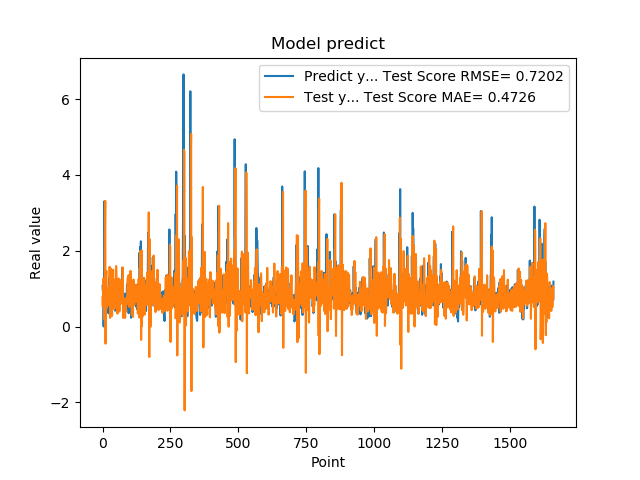 Model predict
Predict y... Test Score RMSE= 0.7202
Test y... Test Score MAE= 0.4726
6
4
2
0
−2
Real value
0 250 500 750 1000 1250 1500
Point